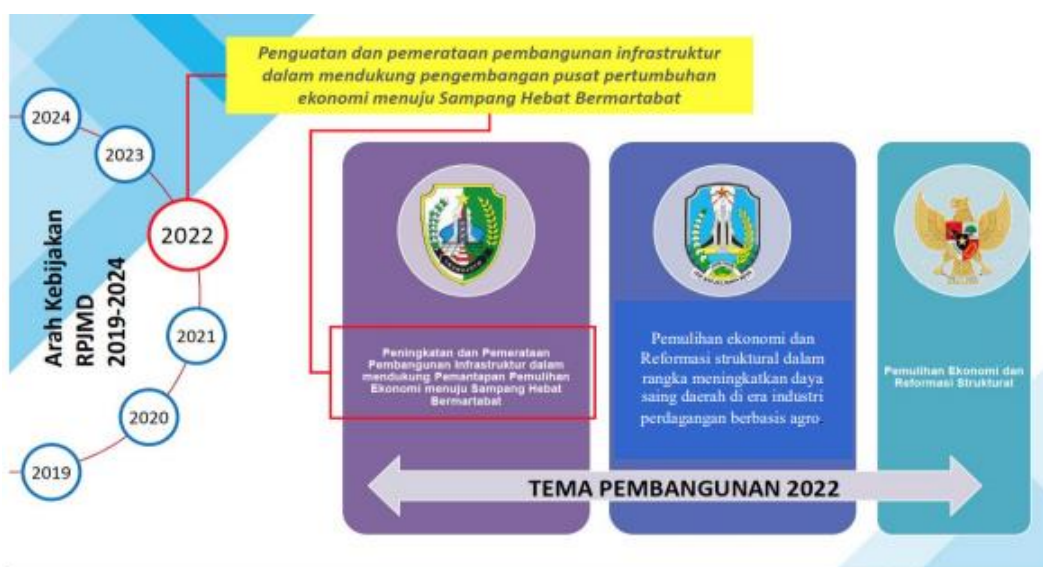 Penguatan dan pemerataan pembangunan infrastruktur
dalam mendukung pengembangan pusat pertumbuhan
ekonomi menuju Sampang Hebat Bermartabat
2024
2023
2022
2021
2020
2019
Arah Kebijakan
RPJMD
2019-2024
Peningkatan dan Pemerataan
Pembangunan Infrastruktur dalam
mendukung Pemantapan Pemulihan
Ekonomi menuju Sampang Hebat
Bermartabat
Pemulihan ekonomi dan
Reformasi struktural dalam
rangka meningkatkan daya
saing daerah di era industri
perdagangan berbasis agro.
Pemulihan Ekonomi dan
Reformasi Struktural
TEMA PEMBANGUNAN 2022